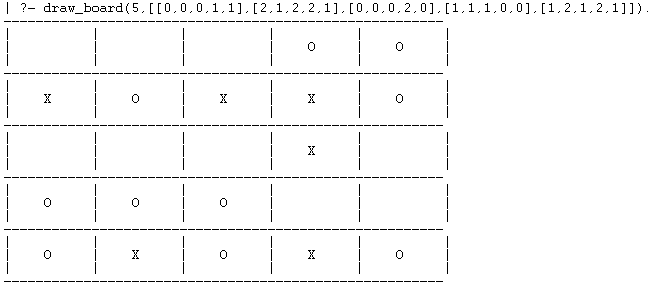 | ?- draw_board(5,[[0,0,0,1,1],[2,1,2,2,1],[0,0,0,2,0],[1,1,1,0,0],[1,2,1,2,1]]).
O O
X O X X O
X
O O O
O X O X O